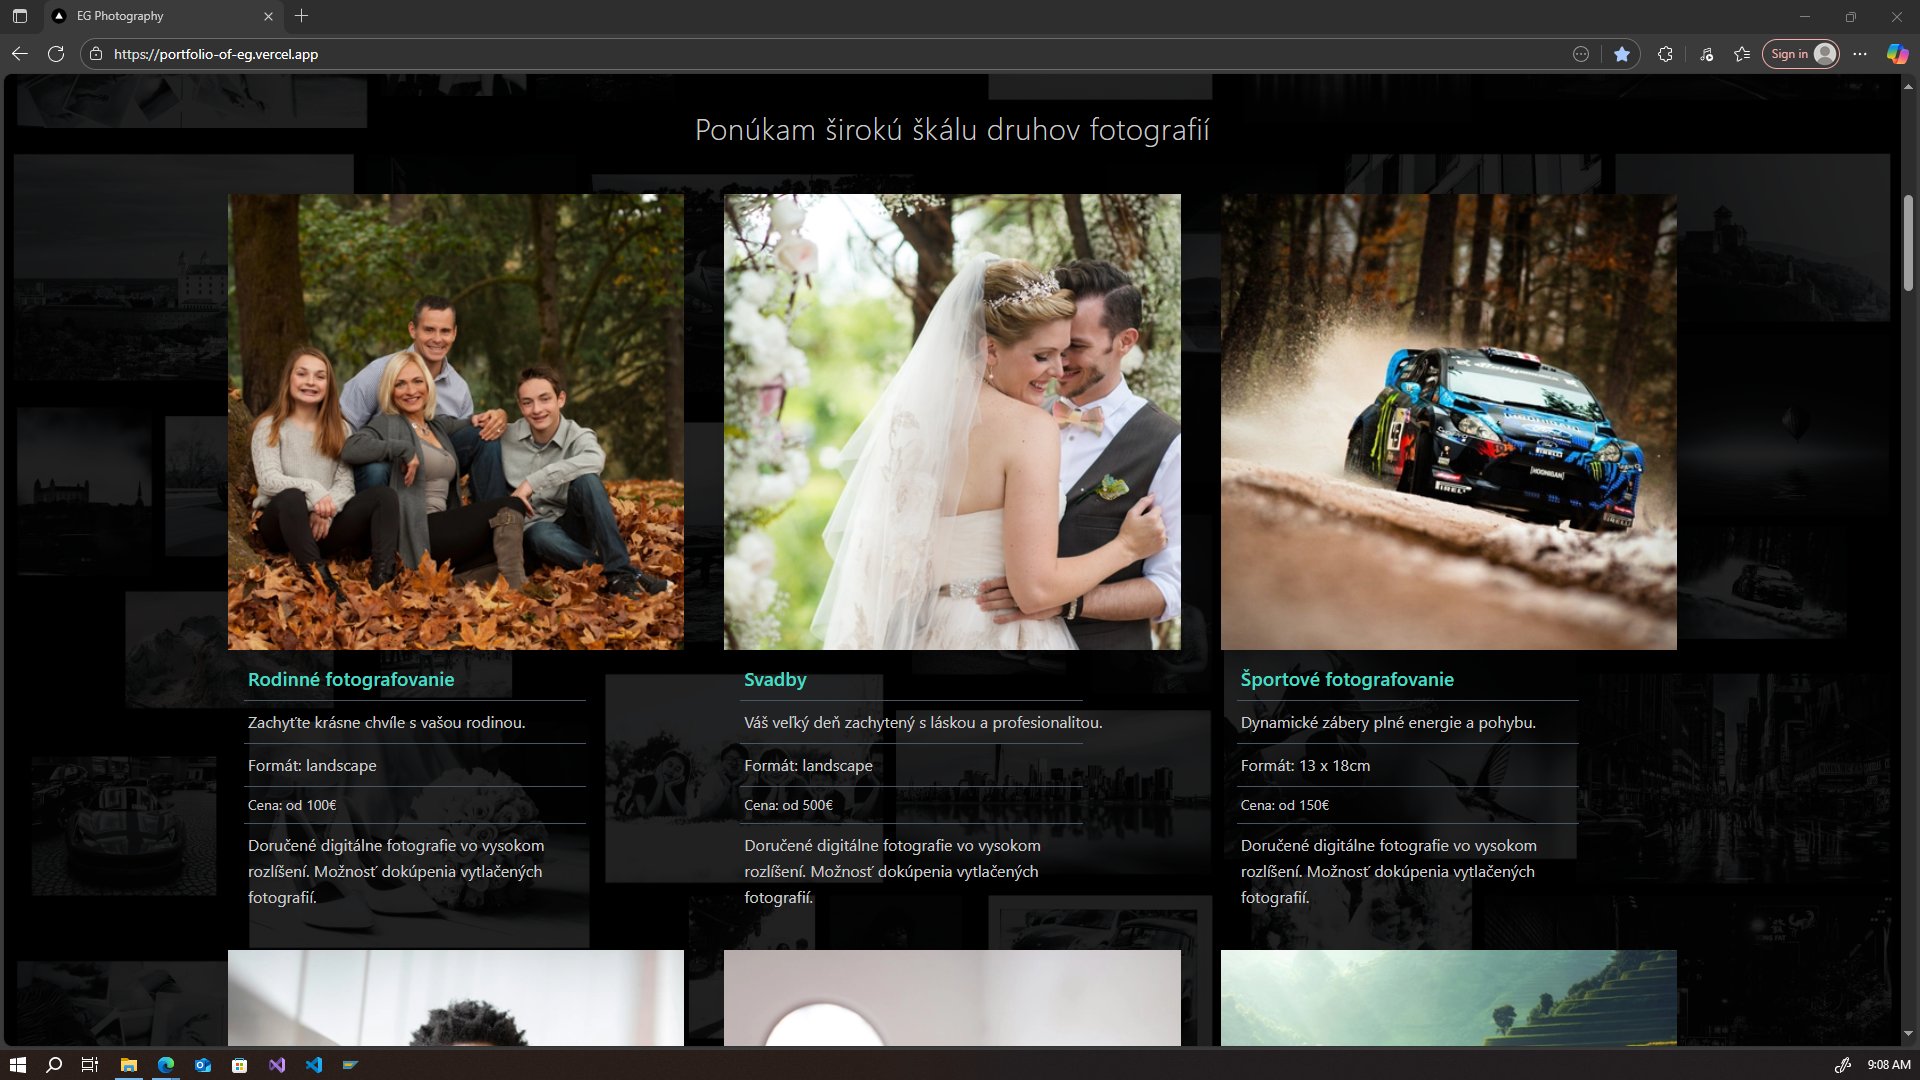 EG Photography
https://portfolio-of-eg.vercel.app
Sign in
Ponúkam širokú škálu druhov fotografií
HOONIGAN
PIRELLI
Rodinné fotografovanie
Zachyťte krásne chvíle s vašou rodinou.
Formát: landscape
Cena: od 100€
Doručené digitálne fotografie vo vysokom
rozlíšení. Možnosť dokúpenia vytlačených
fotografií.
Svadby
Váš veľký deň zachytený s láskou a profesionalitou.
Formát: landscape
Cena: od 500€
Doručené digitálne fotografie vo vysokom
rozlíšení. Možnosť dokúpenia vytlačených
fotografií.
Športové fotografovanie
Dynamické zábery plné energie a pohybu.
Formát: 13 x 18cm
Cena: od 150€
Doručené digitálne fotografie vo vysokom
rozlíšení. Možnosť dokúpenia vytlačených
fotografií.
9:08 AM